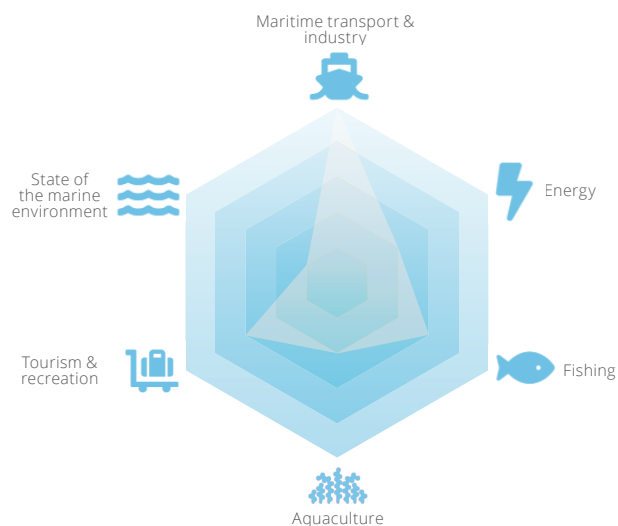 Maritime transport &
industry
State of
the marine
environment
Energy
Tourism &
recreation
Fishing
Aquaculture